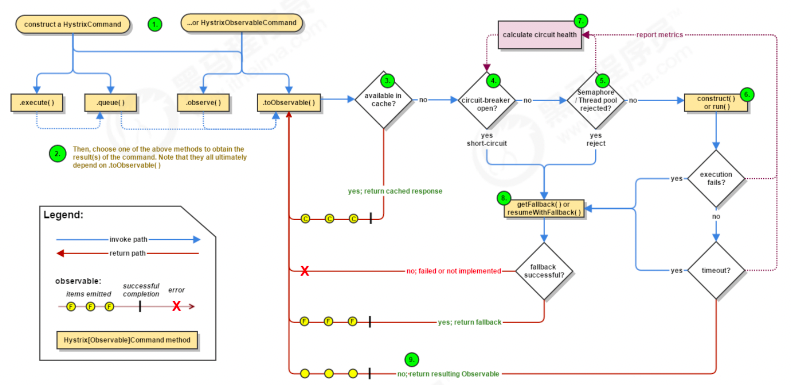 construct a HystrixCommand
1.
...or HystrixObservableCommand
7.
calculate circuit health
report metrics
.execute( )
.queue( )
.observe( )
.toObservable( )
3.
available in
cache?
no
4.
circuit-breaker
open?
no
5.
Semaphore
/ Thread pool
rejected?
no
6.
construct( )
or run( )
2.
Then, choose one of the above methods to obtain the
result(s) of the command. Note that they all ultimately
depend on .toObservable( )
yes
short-circuit
yes
reject
execution
fails?
yes
no
yes; return cached response
C C C
8.
getFallback( ) or
resumeWithFallback( )
Legend:
invoke path
return path
observable:
items emitted
successful
completion
error
F F F
X
Hystrix[Observable]Command method
X
no; failed or not implemented
fallback
successful?
yes
timeout?
F F F
yes; return fallback
9.
no; return resulting Observable